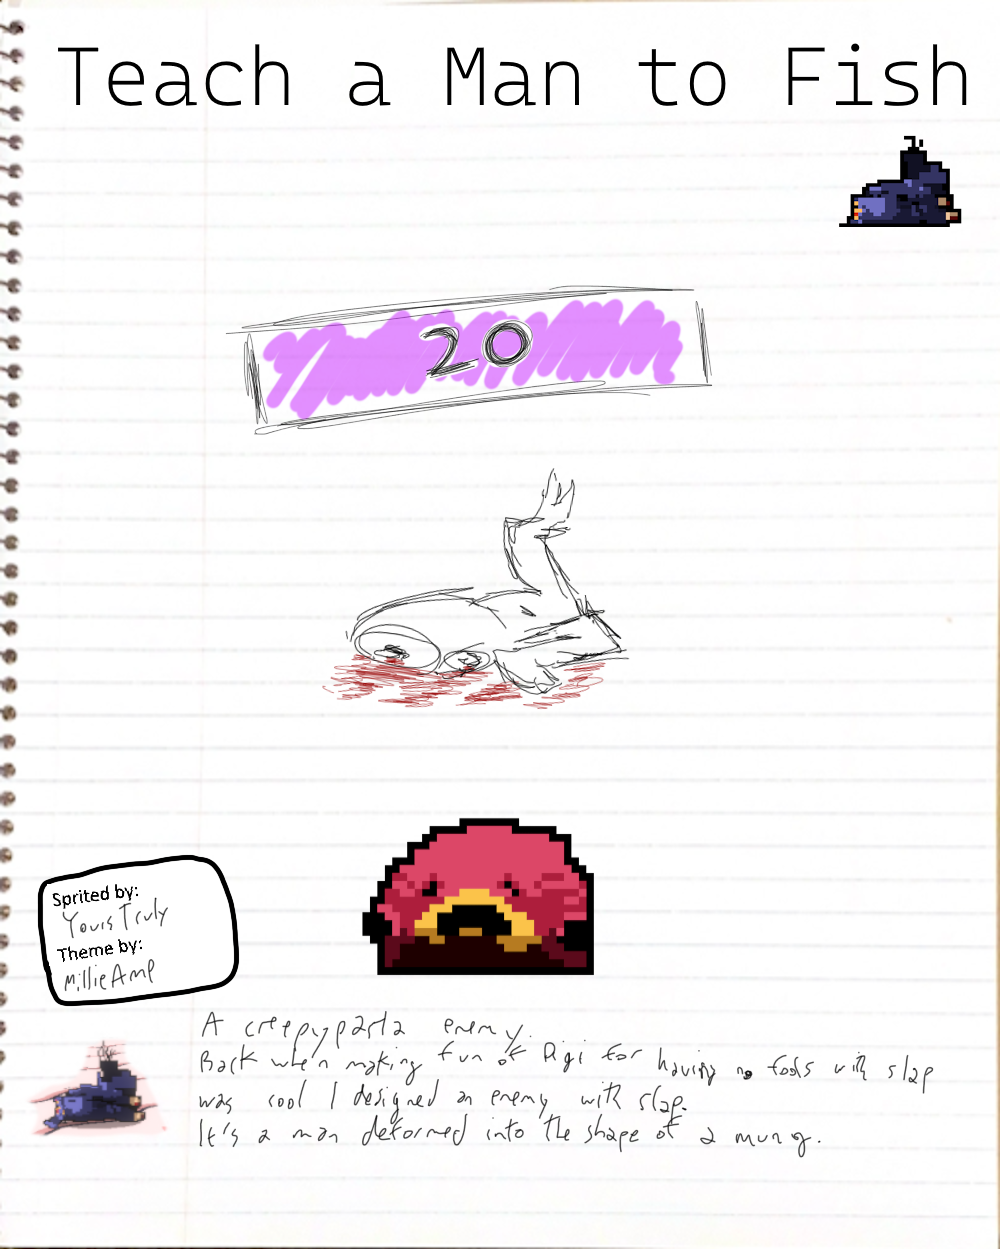 Teach a Man to Fish
20
Sprited by:
Yours Truly
Theme by:
MillieAmp
A creepypasta enemy.
Back when making fun of Digi for having no fools with slap
was cool I designed an enemy with slap.
It's a man deformed into the shape of a mung.